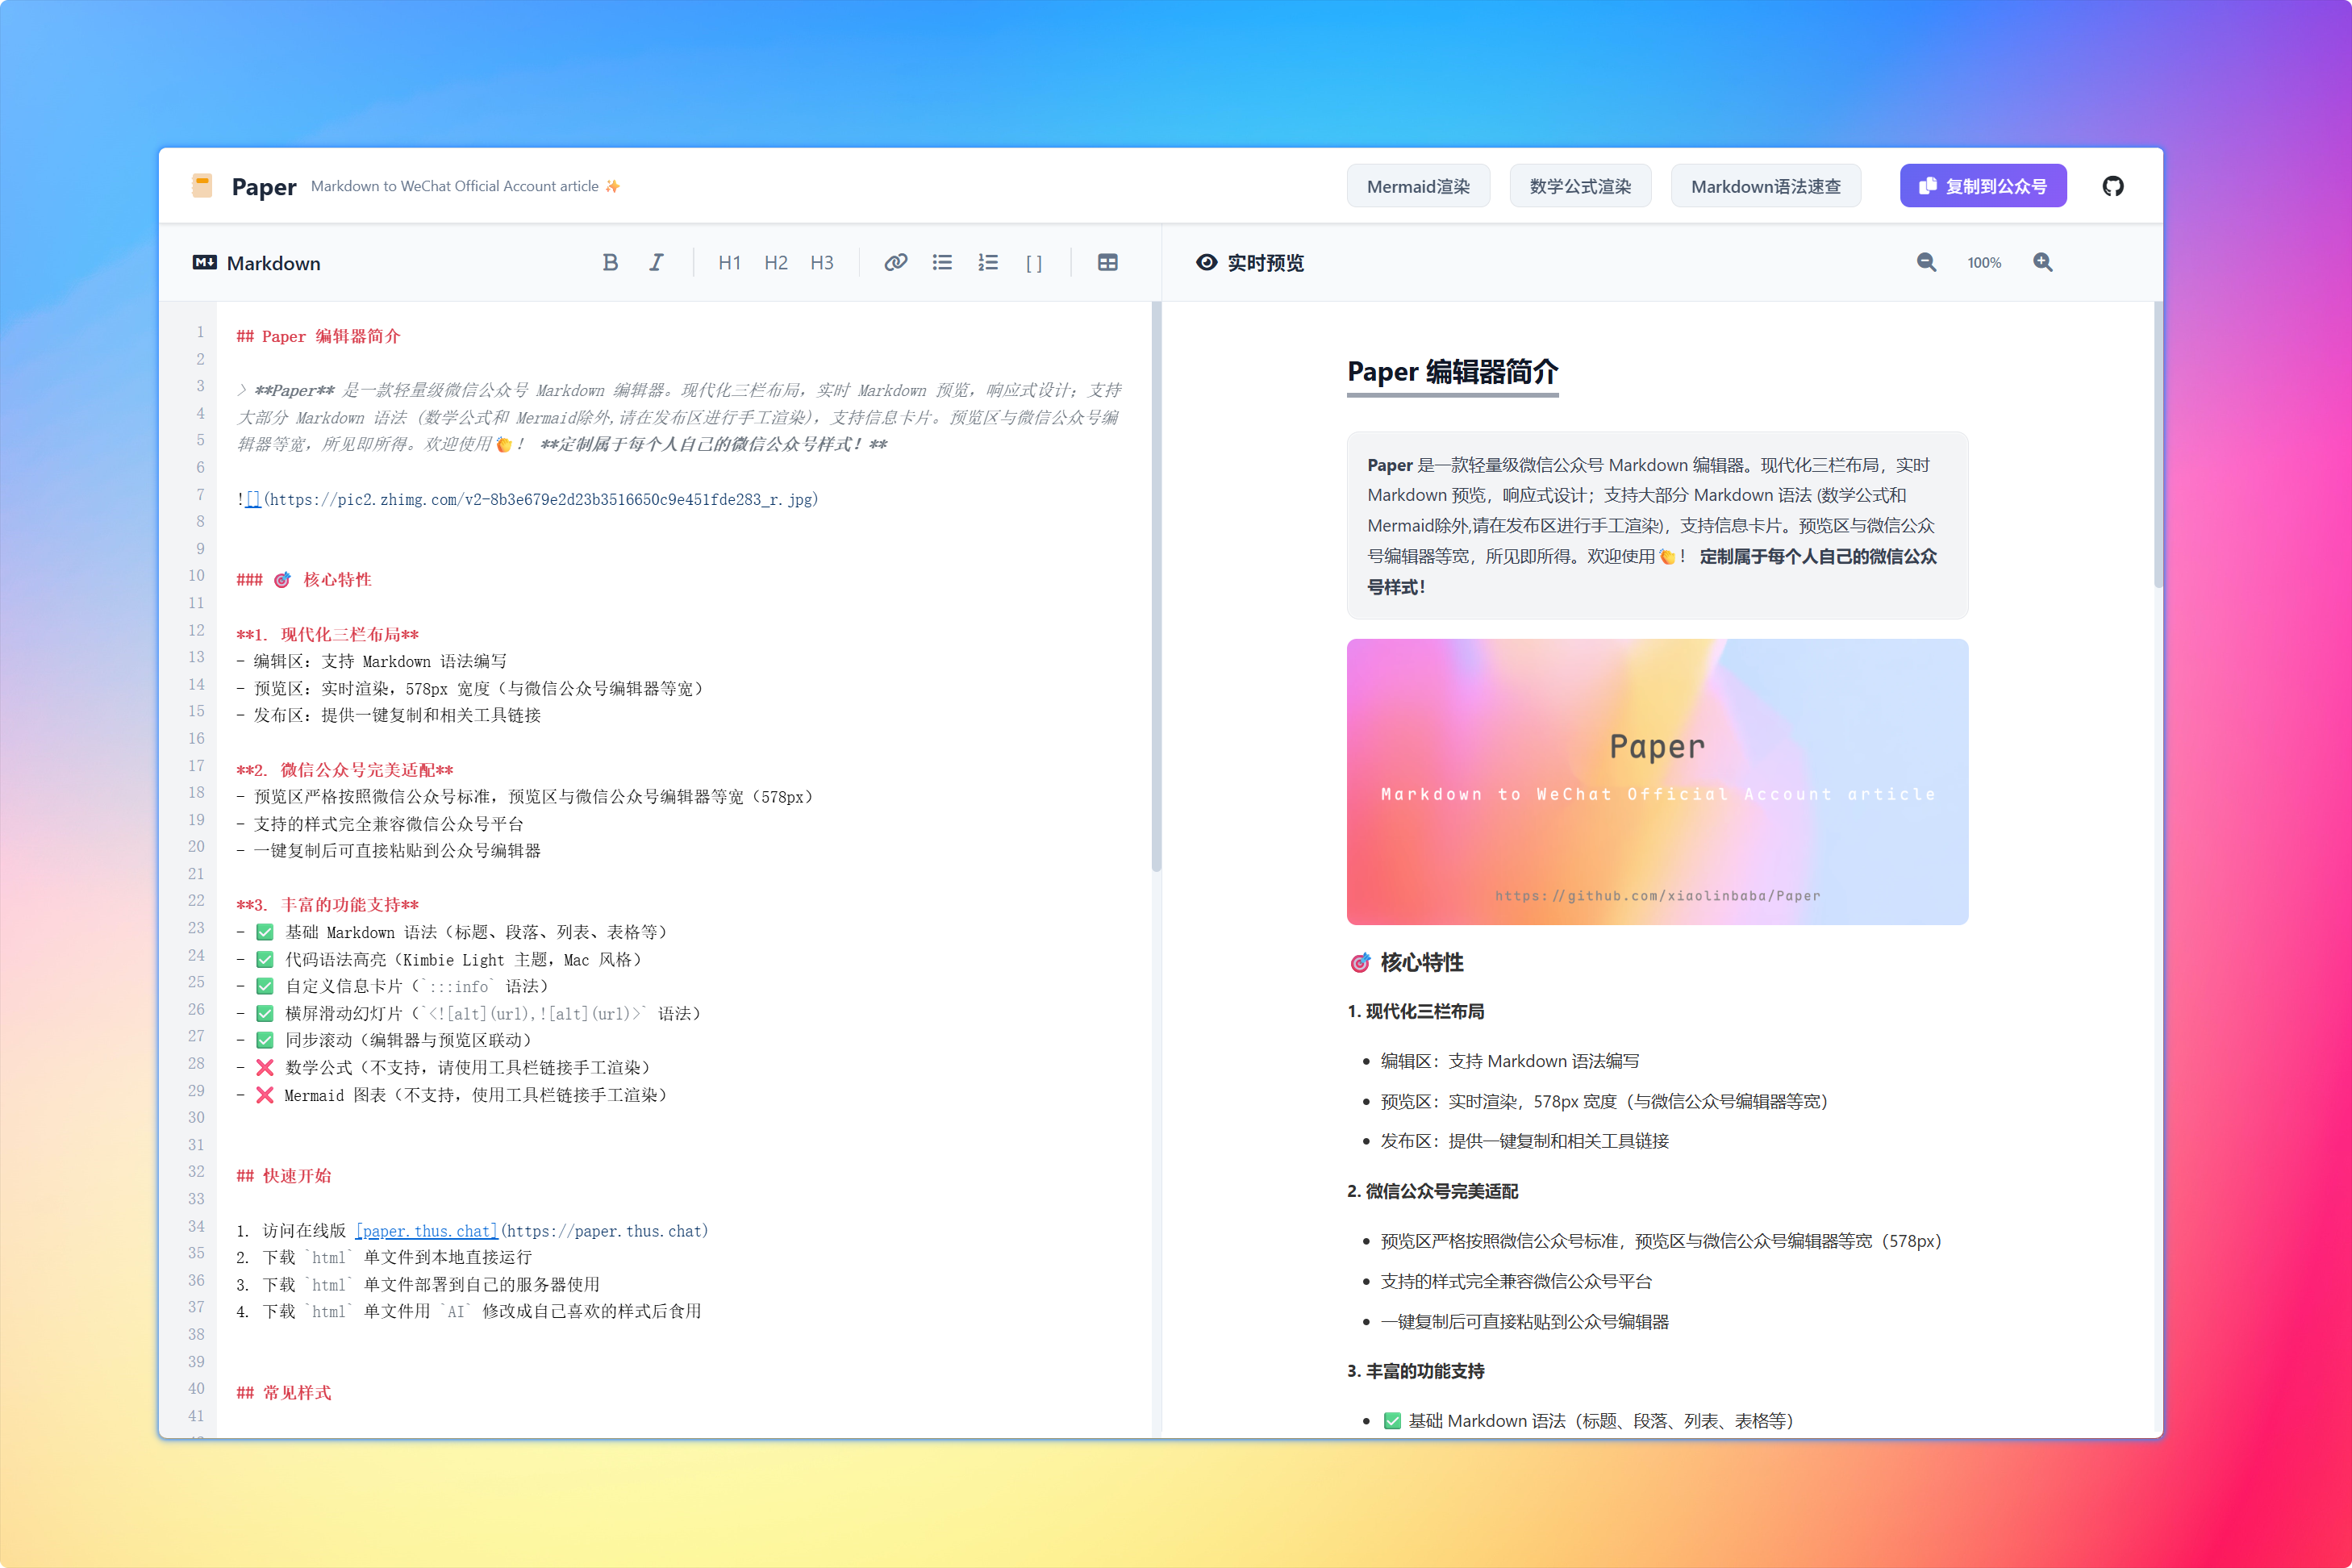 Paper Markdown to WeChat Official Account article ✨
Mermaid渲染 数学公式渲染 Markdown语法速查 复制到公众号
Markdown B I H1 H2 H3 [ ]
1 ## Paper 编辑器简介
2
3 > **Paper** 是一款轻量级微信公众号 Markdown 编辑器。现代化三栏布局，实时 Markdown 预览，响应式设计；支持
4 大部分 Markdown 语法 (数学公式和 Mermaid除外,请在发布区进行手工渲染)，支持信息卡片。预览区与微信公众号编
5 辑器等宽，所见即所得。欢迎使用👏！ **定制属于每个人自己的微信公众号样式！**
6
7 ![](https://pic2.zhimg.com/v2-8b3e679e2d23b3516650c9e451fde283_r.jpg)
8
9
10 ### 🎯 核心特性
11
12 **1. 现代化三栏布局**
13 - 编辑区：支持 Markdown 语法编写
14 - 预览区：实时渲染，578px 宽度（与微信公众号编辑器等宽）
15 - 发布区：提供一键复制和相关工具链接
16
17 **2. 微信公众号完美适配**
18 - 预览区严格按照微信公众号标准，预览区与微信公众号编辑器等宽（578px）
19 - 支持的样式完全兼容微信公众号平台
20 - 一键复制后可直接粘贴到公众号编辑器
21
22 **3. 丰富的功能支持**
23 - ✅ 基础 Markdown 语法（标题、段落、列表、表格等）
24 - ✅ 代码语法高亮（Kimbie Light 主题，Mac 风格）
25 - ✅ 自定义信息卡片（`:::info` 语法）
26 - ✅ 横屏滑动幻灯片（`<![alt](url),![alt](url)>` 语法）
27 - ✅ 同步滚动（编辑器与预览区联动）
28 - ❌ 数学公式（不支持，请使用工具栏链接手工渲染）
29 - ❌ Mermaid 图表（不支持，使用工具栏链接手工渲染）
30
31
32 ## 快速开始
33
34 1. 访问在线版 [paper.thus.chat](https://paper.thus.chat)
35 2. 下载 `html` 单文件到本地直接运行
36 3. 下载 `html` 单文件部署到自己的服务器使用
37 4. 下载 `html` 单文件用 `AI` 修改成自己喜欢的样式后食用
38
39
40 ## 常见样式
41
实时预览 100%
Paper 编辑器简介
Paper 是一款轻量级微信公众号 Markdown 编辑器。现代化三栏布局，实时
Markdown 预览，响应式设计；支持大部分 Markdown 语法 (数学公式和
Mermaid除外,请在发布区进行手工渲染)，支持信息卡片。预览区与微信公众
号编辑器等宽，所见即所得。欢迎使用👏！ 定制属于每个人自己的微信公众
号样式！
Paper
Markdown to WeChat Official Account article
https://github.com/xiaolinbaba/Paper
🎯 核心特性
1. 现代化三栏布局
• 编辑区：支持 Markdown 语法编写
• 预览区：实时渲染，578px 宽度（与微信公众号编辑器等宽）
• 发布区：提供一键复制和相关工具链接
2. 微信公众号完美适配
• 预览区严格按照微信公众号标准，预览区与微信公众号编辑器等宽（578px）
• 支持的样式完全兼容微信公众号平台
• 一键复制后可直接粘贴到公众号编辑器
3. 丰富的功能支持
• ✅ 基础 Markdown 语法（标题、段落、列表、表格等）